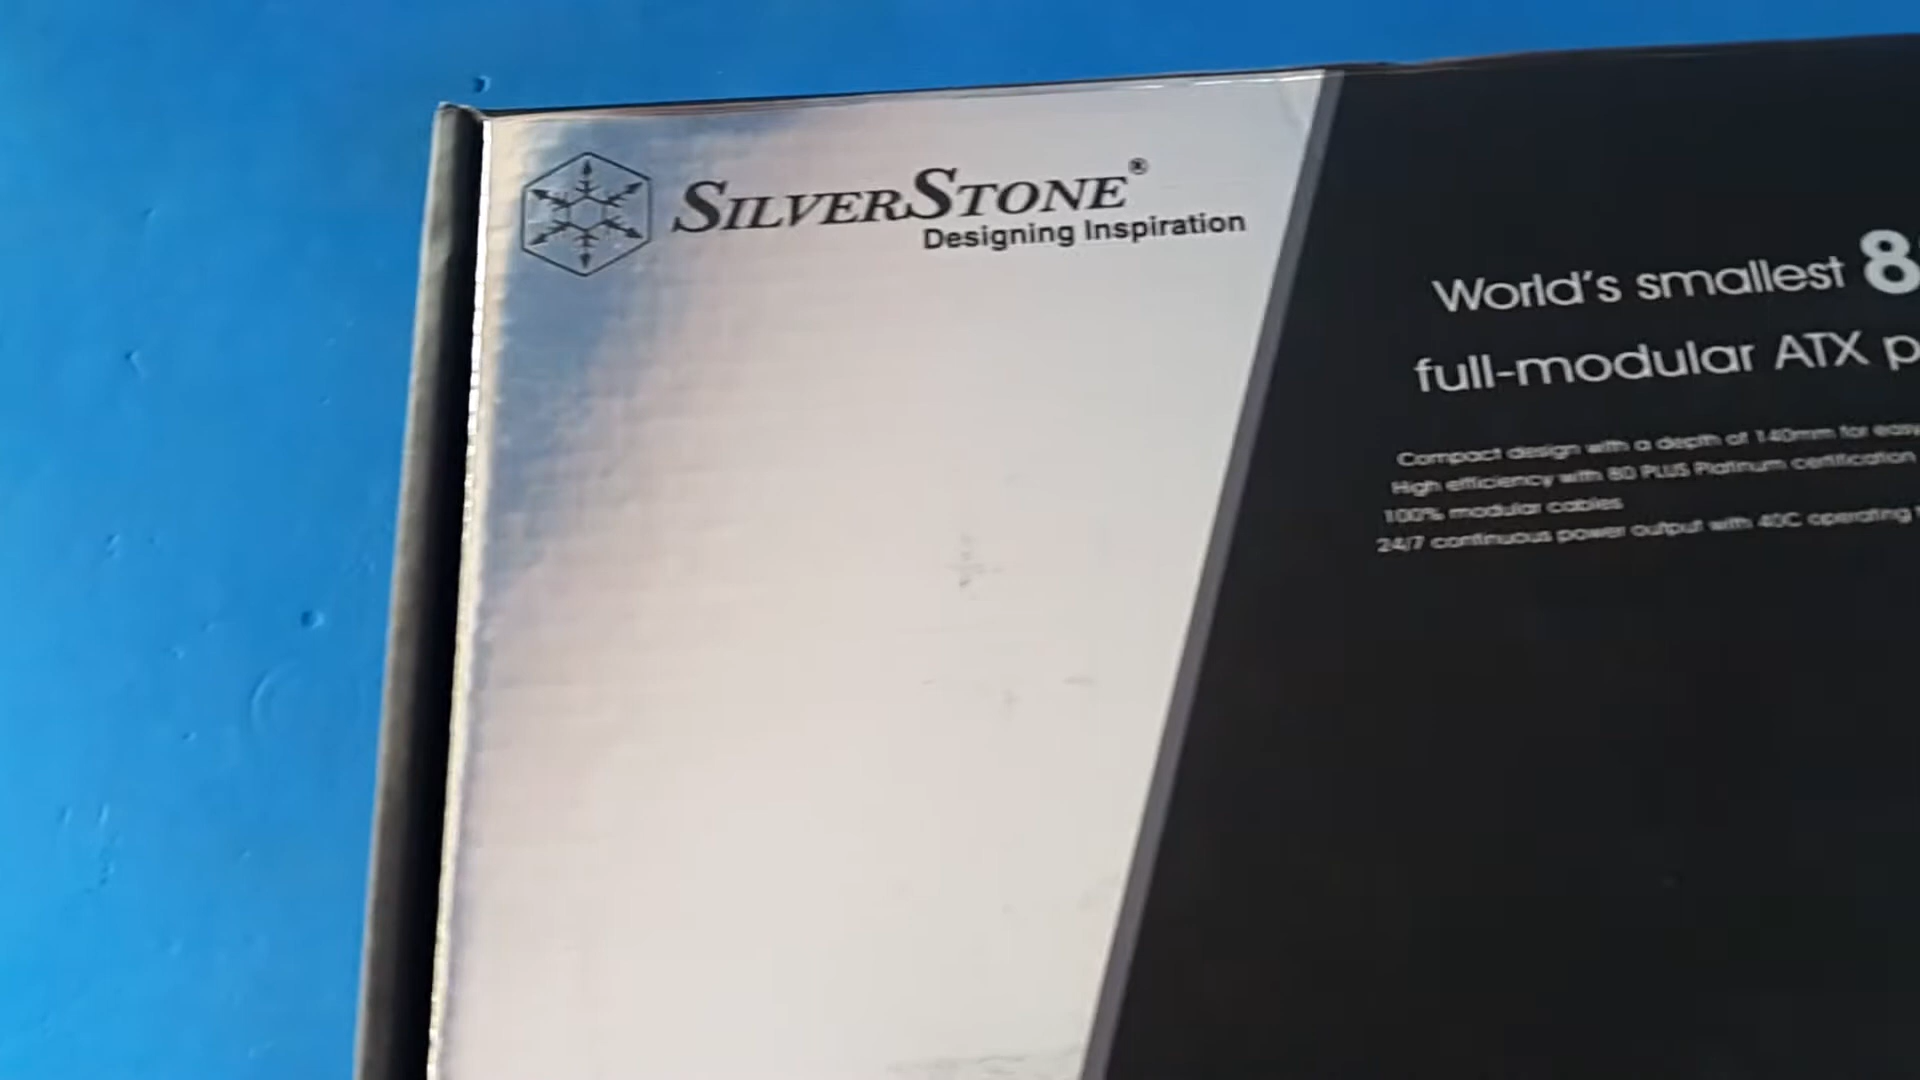 SILVERSTONE®
Designing Inspiration
World's smallest 8
full-modular ATX p
Compact design with a depth of 140mm for easy
High efficiency with 80 PLUS Platinum certification
100% modular cables
24/7 continuous power output with 40C operating